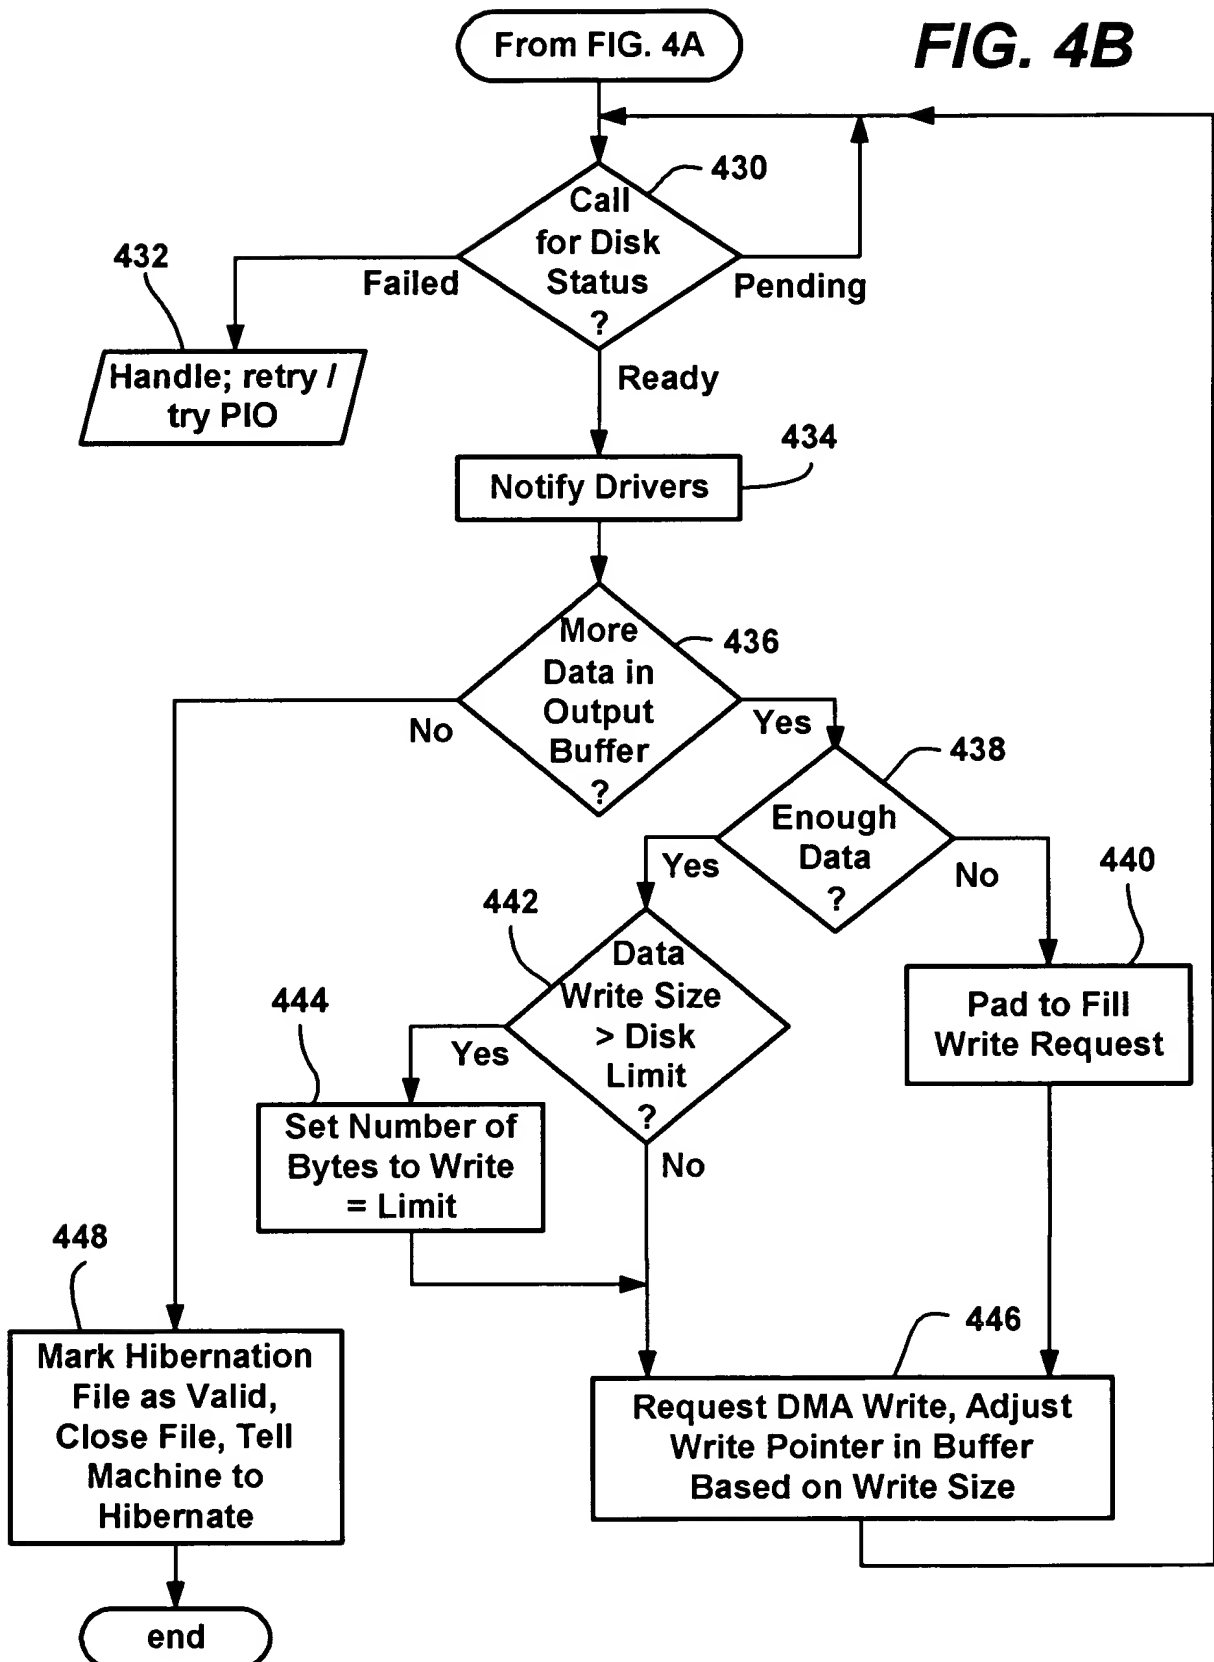 From FIG. 4A
FIG. 4B
430
Call
for Disk
Status
?
432
Failed
Pending
Handle; retry /
try PIO
Ready
434
Notify Drivers
More
Data in
Output
Buffer
?
436
No
Yes
438
Enough
Data
?
Yes
No
440
442
Data
Write Size
> Disk
Limit
?
444
Yes
Pad to Fill
Write Request
Set Number of
Bytes to Write
= Limit
No
448
446
Mark Hibernation
File as Valid,
Close File, Tell
Machine to
Hibernate
Request DMA Write, Adjust
Write Pointer in Buffer
Based on Write Size
end